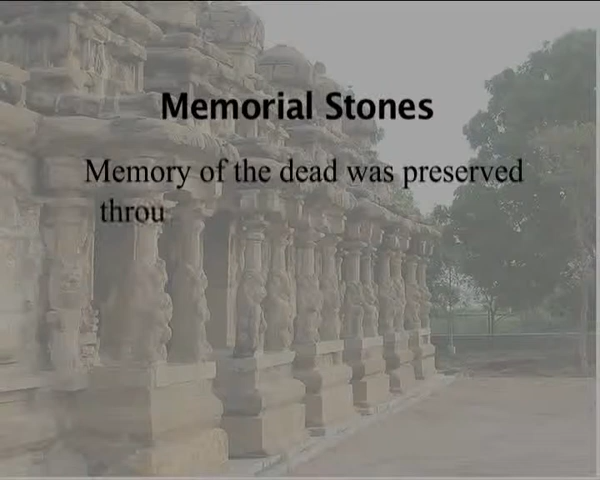 Memorial Stones
Memory of the dead was preserved
throu